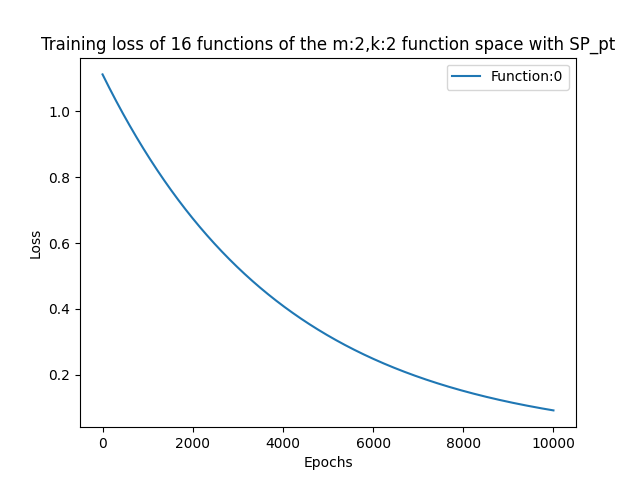 Training loss of 16 functions of the m:2,k:2 function space with SP_pt
Function:0
1.0
0.8
0.6
0.4
0.2
Loss
0 2000 4000 6000 8000 10000
Epochs